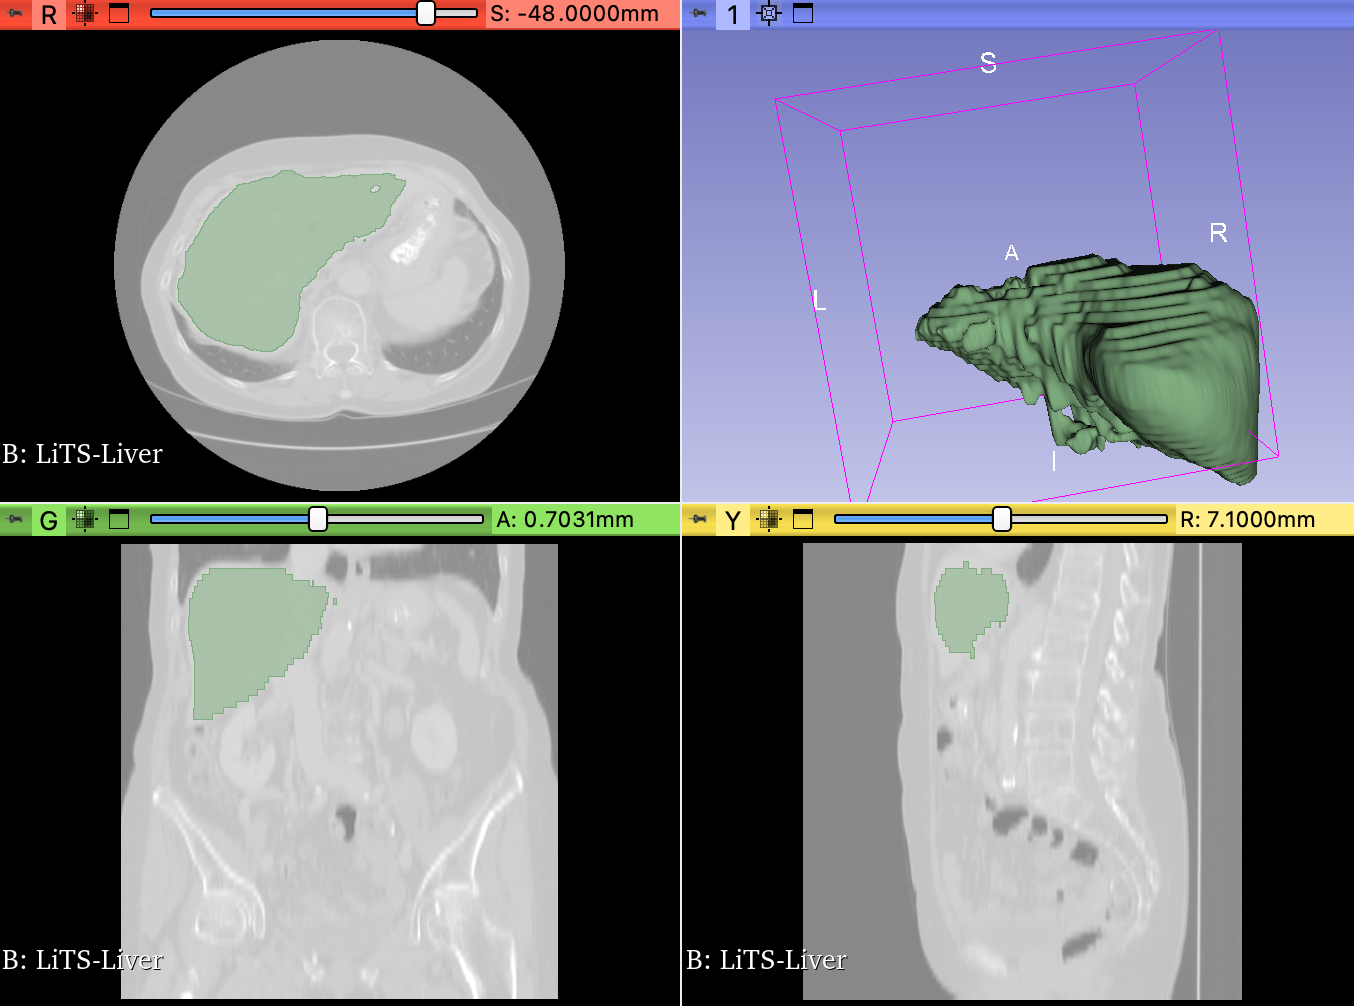 R S: -48.0000mm
1
S
A
R
L
I
B: LiTS-Liver
G A: 0.7031mm
Y R: 7.1000mm
B: LiTS-Liver
B: LiTS-Liver